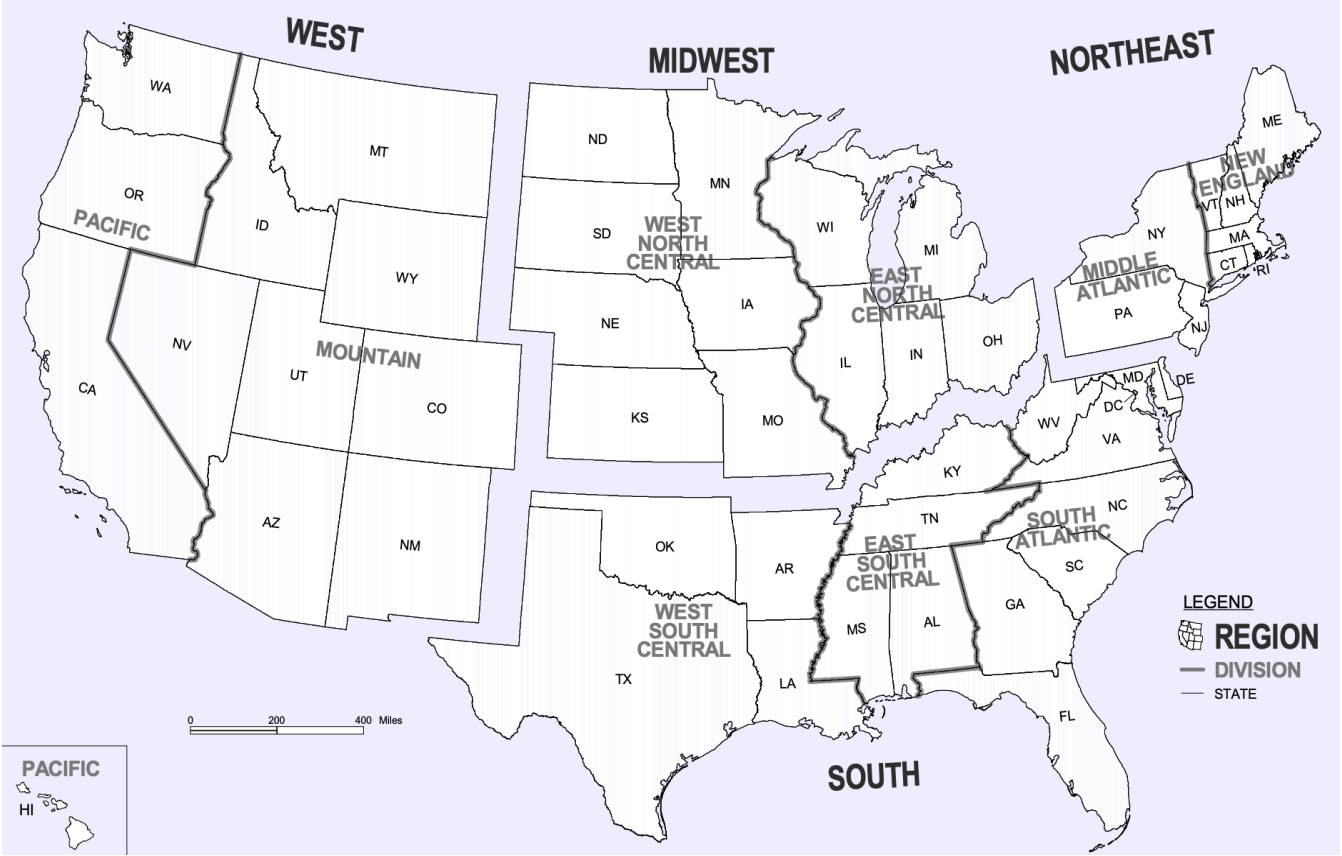 WEST
MIDWEST
NORTHEAST
WA
MT
OR
ID
WY
PACIFIC
NV
UT
CO
CA
MOUNTAIN
AZ
NM
ND
MN
SD
WEST
NORTH
CENTRAL
NE
IA
KS
MO
WI
MI
EAST
NORTH
CENTRAL
IL
IN
OH
ME
NEW
ENGLAND
VT
NH
MA
CT
RI
NY
MIDDLE
ATLANTIC
PA
NJ
MD
DE
DC
WV
VA
KY
TN
NC
SOUTH
ATLANTIC
SC
GA
FL
EAST
SOUTH
CENTRAL
MS
AL
OK
AR
WEST
SOUTH
CENTRAL
TX
LA
SOUTH
LEGEND
REGION
DIVISION
STATE
0 200 400 Miles
PACIFIC
HI